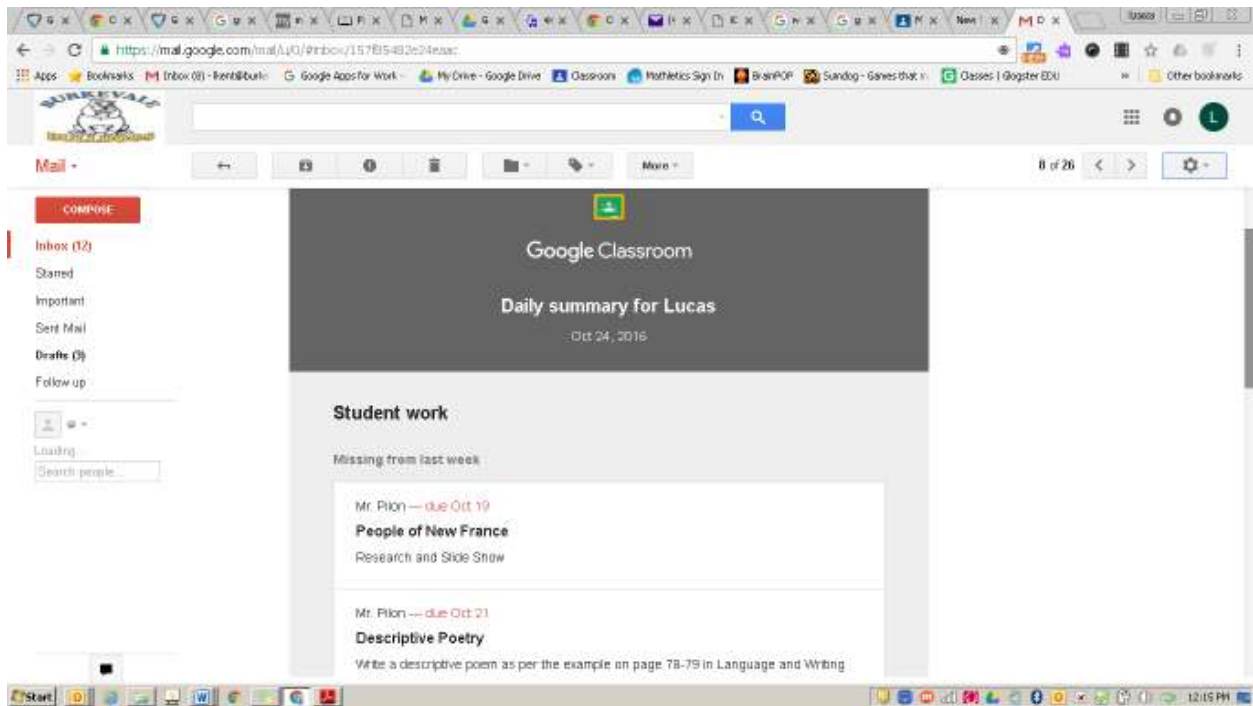 https://mail.google.com/mail/u/0/#inbox/157f85482e24eaac
Apps Bookmarks Google Apps for Work - My Drive - Google Drive Classroom Mathletics Sign In BrainPOP Sundog - Games that Classes | Glogster EDU Other bookmarks
BURKEVALE
Mail
More
8 of 26
L
COMPOSE
Inbox (12)
Starred
Important
Sent Mail
Drafts (3)
Follow up
Loading...
Search people...
Google Classroom
Daily summary for Lucas
Oct 24, 2016
Student work
Missing from last week
Mr. Pilon — due Oct 19
People of New France
Research and Slide Show
Mr. Pilon — due Oct 21
Descriptive Poetry
Write a descriptive poem as per the example on page 78-79 in Language and Writing
Start
12:15 PM